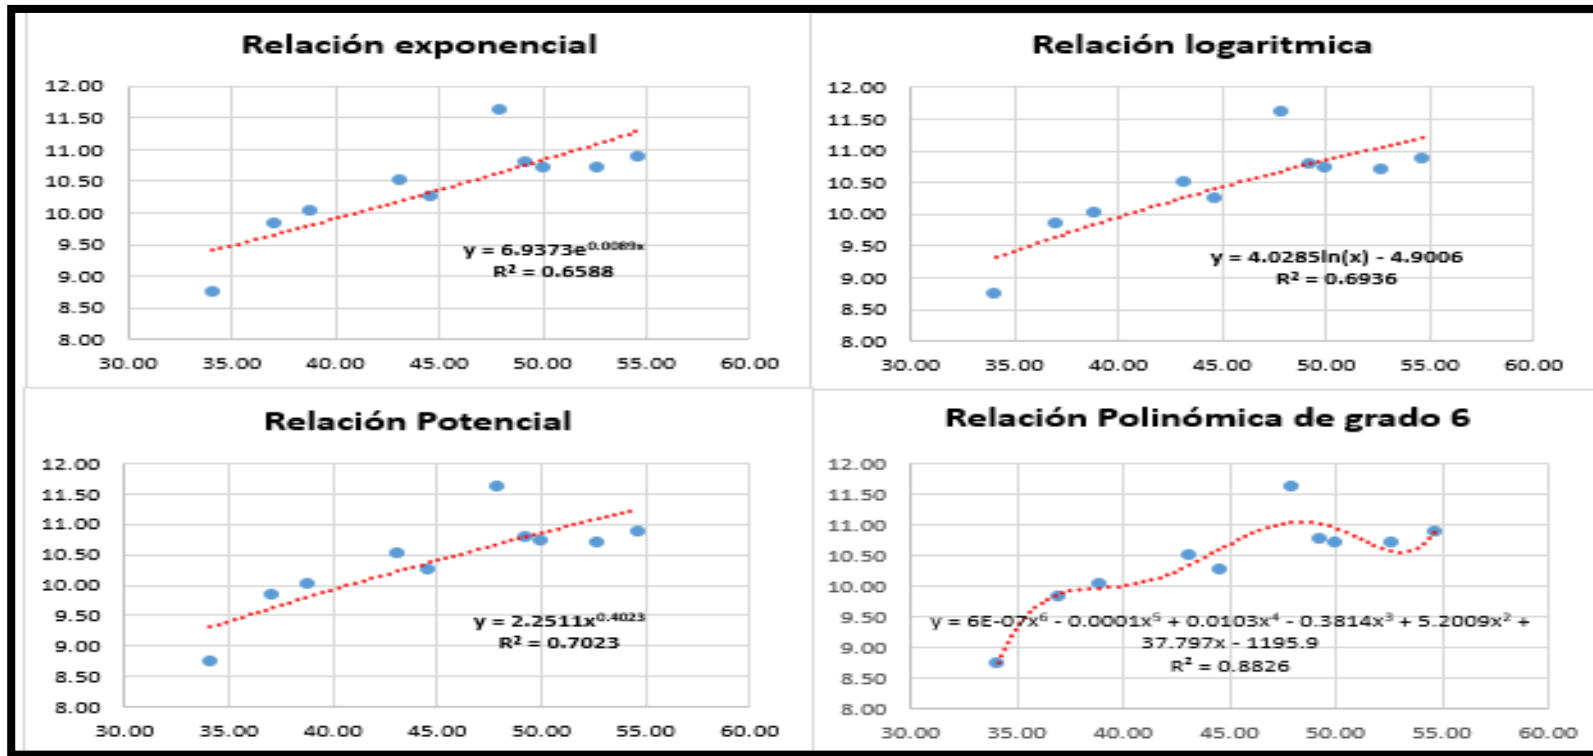 Relación exponencial
12.00
11.50
11.00
10.50
10.00
9.50
9.00
8.50
8.00
y = 6.9373e^0.0089x
R² = 0.6588
30.00 35.00 40.00 45.00 50.00 55.00 60.00
Relación logaritmica
12.00
11.50
11.00
10.50
10.00
9.50
9.00
8.50
8.00
y = 4.0285ln(x) - 4.9006
R² = 0.6936
30.00 35.00 40.00 45.00 50.00 55.00 60.00
Relación Potencial
12.00
11.50
11.00
10.50
10.00
9.50
9.00
8.50
8.00
y = 2.2511x^0.4023
R² = 0.7023
30.00 35.00 40.00 45.00 50.00 55.00 60.00
Relación Polinómica de grado 6
12.00
11.50
11.00
10.50
10.00
9.50
9.00
8.50
8.00
y = 6E-07x⁶ - 0.0001x⁵ + 0.0103x⁴ - 0.3814x³ + 5.2009x² +
37.797x - 1195.9
R² = 0.8826
30.00 35.00 40.00 45.00 50.00 55.00 60.00